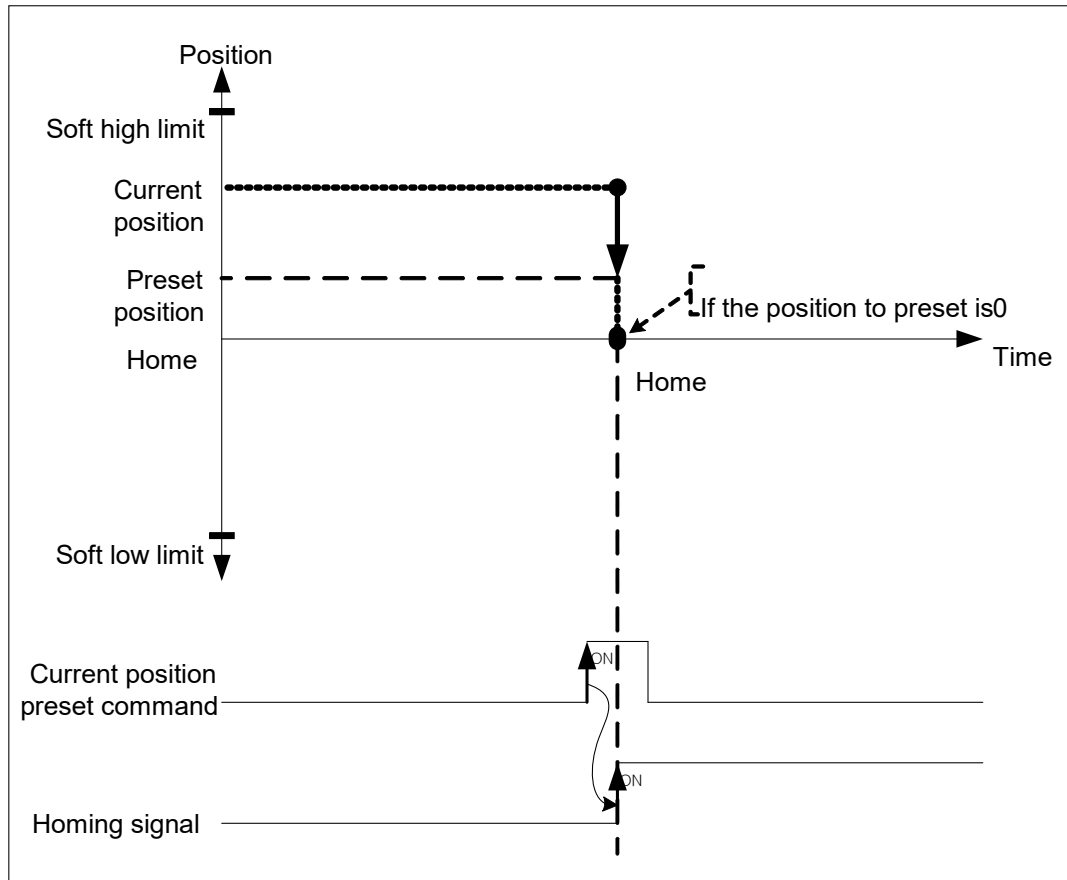 Position
Soft high limit
Current
position
Preset
position
If the position to preset is0
Home
Time
Home
Soft low limit
ON
Current position
preset command
ON
Homing signal